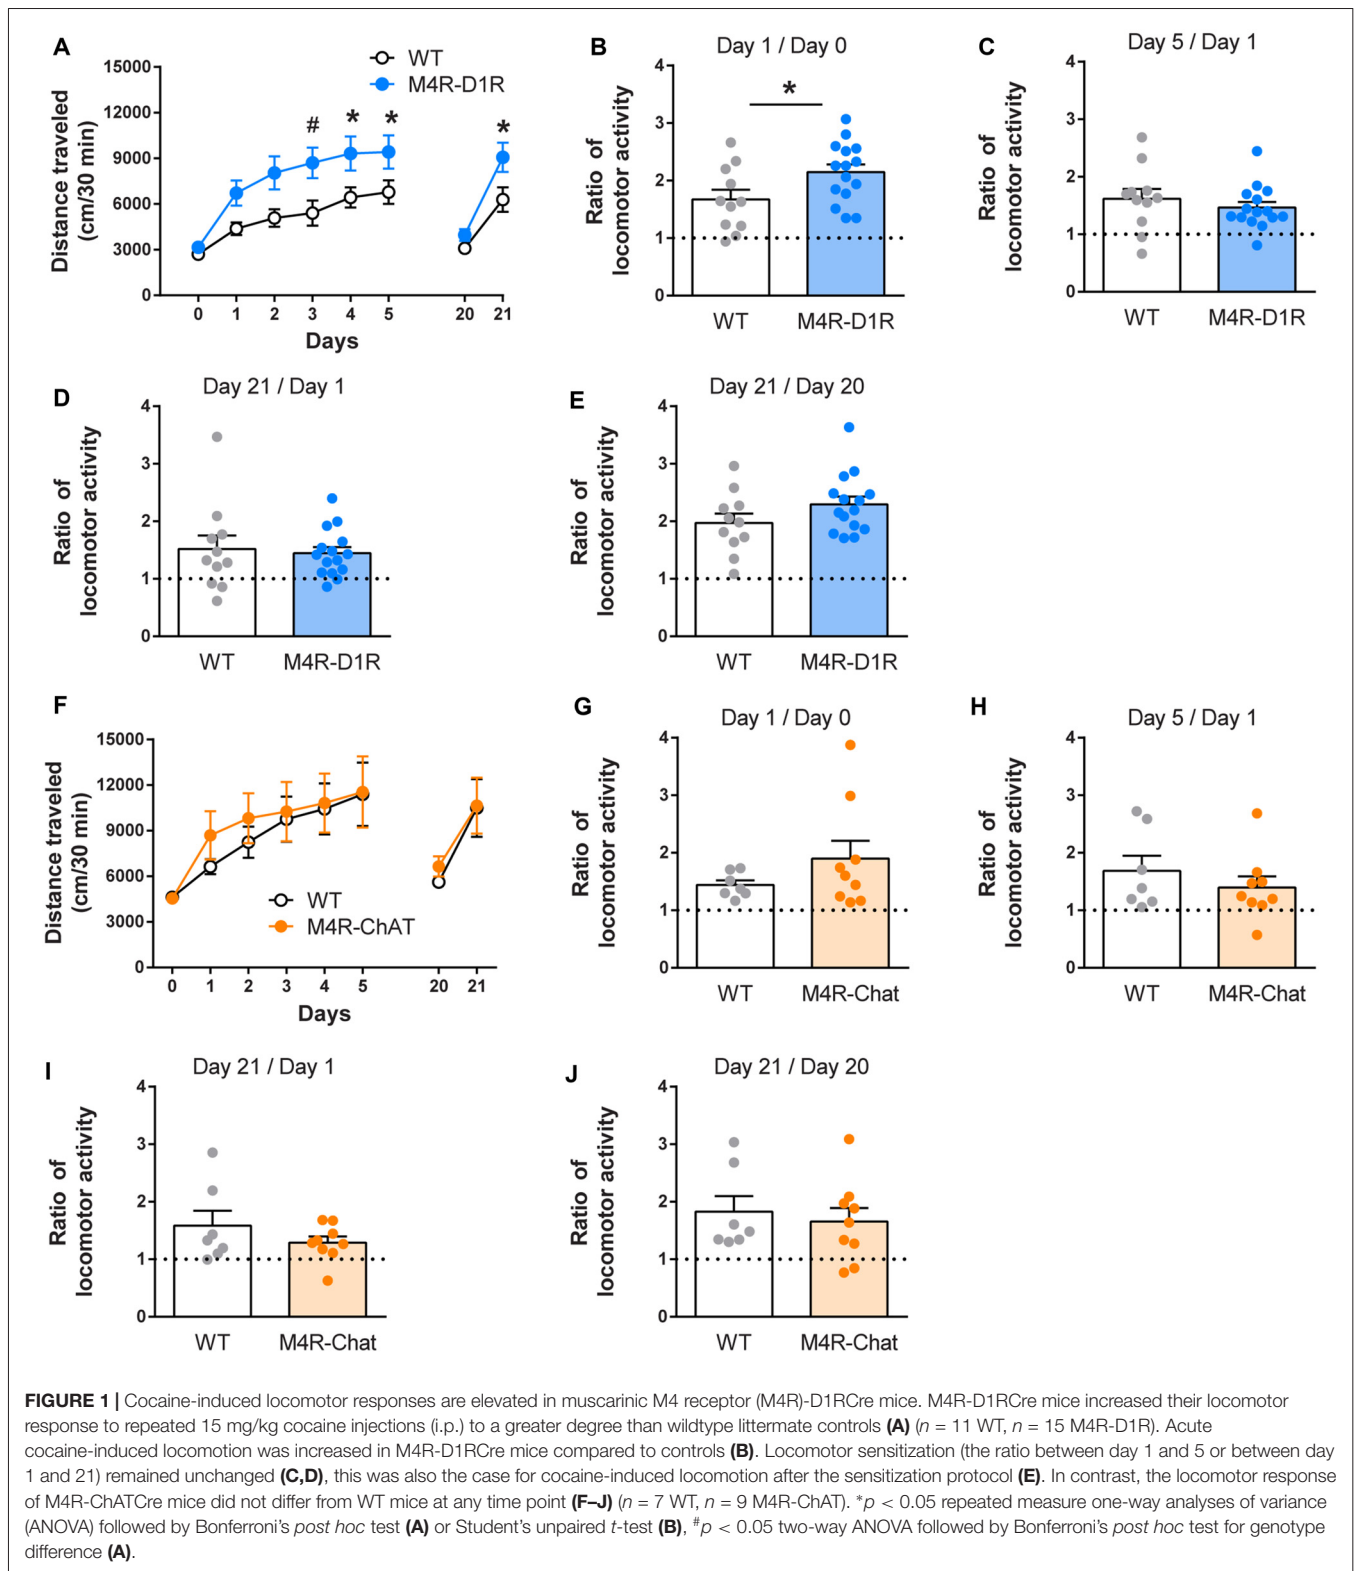 A
WT
M4R-D1R
Distance traveled
(cm/30 min)
15000
12000
9000
6000
3000
0
#
*
*
*
0 1 2 3 4 5 20 21
Days
B
Day 1 / Day 0
Ratio of
locomotor activity
4
3
2
1
0
*
WT M4R-D1R
C
Day 5 / Day 1
Ratio of
locomotor activity
4
3
2
1
0
WT M4R-D1R
D
Day 21 / Day 1
Ratio of
locomotor activity
4
3
2
1
0
WT M4R-D1R
E
Day 21 / Day 20
Ratio of
locomotor activity
4
3
2
1
0
WT M4R-D1R
F
Distance traveled
(cm/30 min)
15000
12000
9000
6000
3000
0
WT
M4R-ChAT
0 1 2 3 4 5 20 21
Days
G
Day 1 / Day 0
Ratio of
locomotor activity
4
3
2
1
0
WT M4R-Chat
H
Day 5 / Day 1
Ratio of
locomotor activity
4
3
2
1
0
WT M4R-Chat
I
Day 21 / Day 1
Ratio of
locomotor activity
4
3
2
1
0
WT M4R-Chat
J
Day 21 / Day 20
Ratio of
locomotor activity
4
3
2
1
0
WT M4R-Chat
FIGURE 1 | Cocaine-induced locomotor responses are elevated in muscarinic M4 receptor (M4R)-D1RCre mice. M4R-D1RCre mice increased their locomotor
response to repeated 15 mg/kg cocaine injections (i.p.) to a greater degree than wildtype littermate controls (A) (n = 11 WT, n = 15 M4R-D1R). Acute
cocaine-induced locomotion was increased in M4R-D1RCre mice compared to controls (B). Locomotor sensitization (the ratio between day 1 and 5 or between day
1 and 21) remained unchanged (C,D), this was also the case for cocaine-induced locomotion after the sensitization protocol (E). In contrast, the locomotor response
of M4R-ChATCre mice did not differ from WT mice at any time point (F–J) (n = 7 WT, n = 9 M4R-ChAT). *p < 0.05 repeated measure one-way analyses of variance
(ANOVA) followed by Bonferroni's post hoc test (A) or Student's unpaired t-test (B), #p < 0.05 two-way ANOVA followed by Bonferroni's post hoc test for genotype
difference (A).